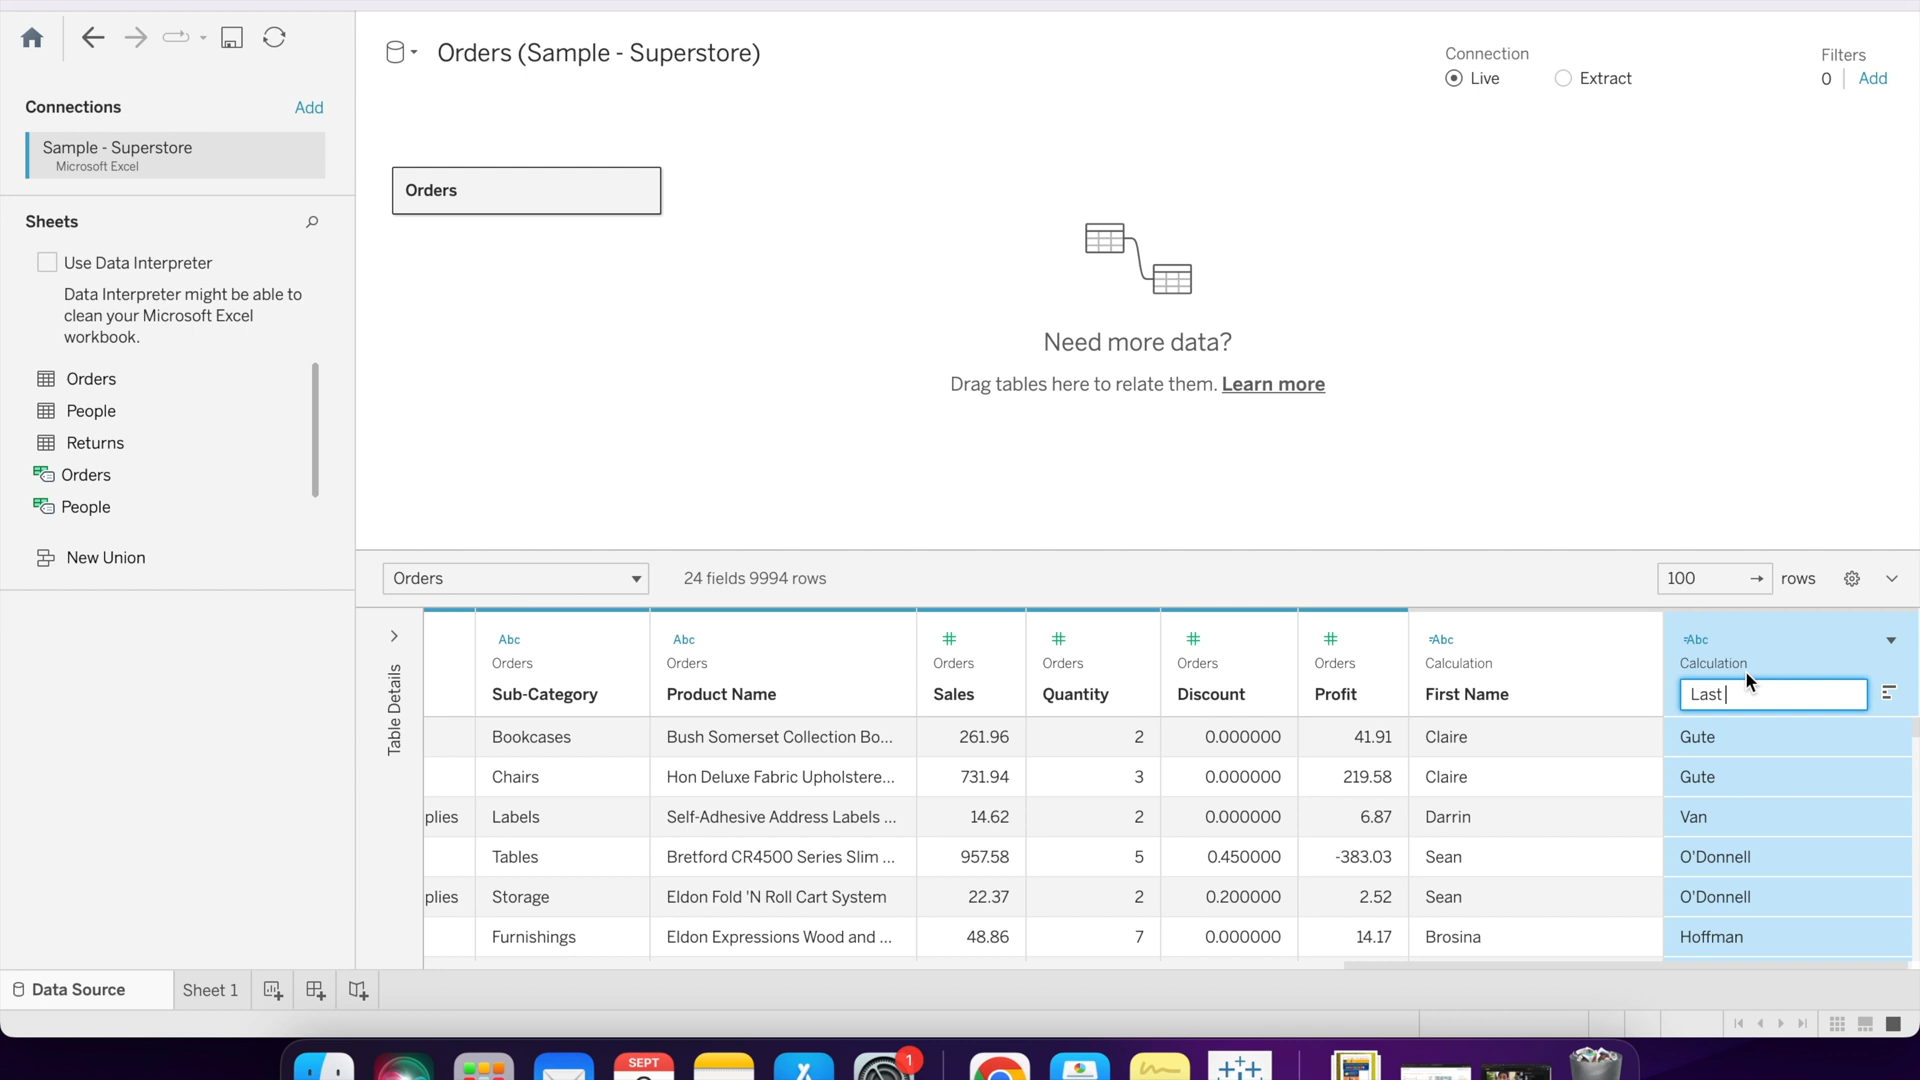 Orders (Sample - Superstore)
Connection
Live
Extract
Filters
0
Add
Connections
Add
Sample - Superstore
Microsoft Excel
Sheets
Use Data Interpreter
Data Interpreter might be able to
clean your Microsoft Excel
workbook.
Orders
People
Returns
Orders
People
New Union
Orders
Need more data?
Drag tables here to relate them. Learn more
Orders
24 fields 9994 rows
100
rows
Table Details
Abc Abc # # # # =Abc =Abc
Orders Orders Orders Orders Orders Orders Calculation Calculation
Sub-Category Product Name Sales Quantity Discount Profit First Name Last
Bookcases Bush Somerset Collection Bo... 261.96 2 0.000000 41.91 Claire Gute
Chairs Hon Deluxe Fabric Upholstere... 731.94 3 0.000000 219.58 Claire Gute
plies Labels Self-Adhesive Address Labels ... 14.62 2 0.000000 6.87 Darrin Van
Tables Bretford CR4500 Series Slim ... 957.58 5 0.450000 -383.03 Sean O'Donnell
plies Storage Eldon Fold 'N Roll Cart System 22.37 2 0.200000 2.52 Sean O'Donnell
Furnishings Eldon Expressions Wood and ... 48.86 7 0.000000 14.17 Brosina Hoffman
Data Source
Sheet 1
SEPT
1